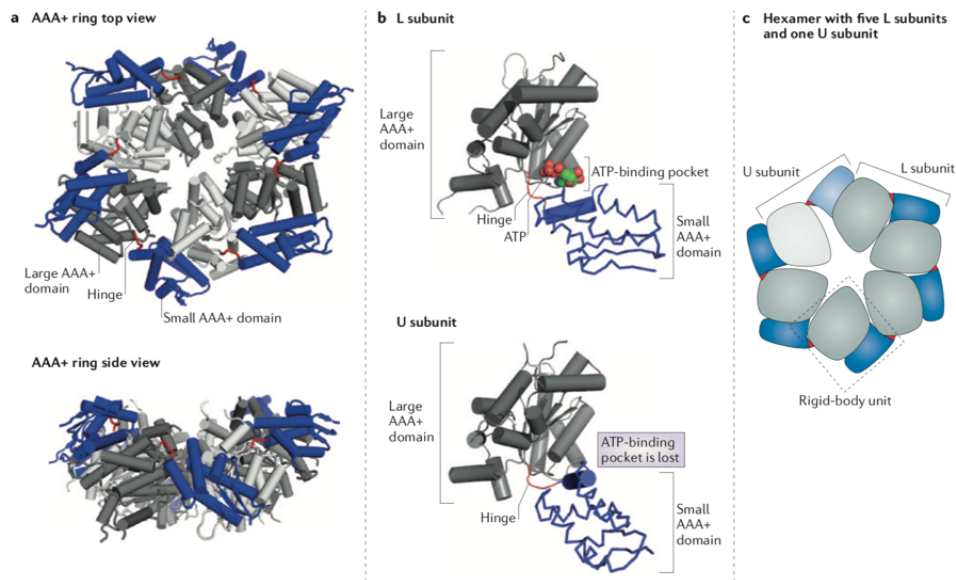 a AAA+ ring top view
Large AAA+
domain
Hinge
Small AAA+ domain
AAA+ ring side view
b L subunit
Large
AAA+
domain
ATP-binding pocket
Hinge
ATP
Small
AAA+
domain
U subunit
Large
AAA+
domain
ATP-binding
pocket is lost
Hinge
Small
AAA+
domain
c Hexamer with five L subunits
and one U subunit
U subunit
L subunit
Rigid-body unit